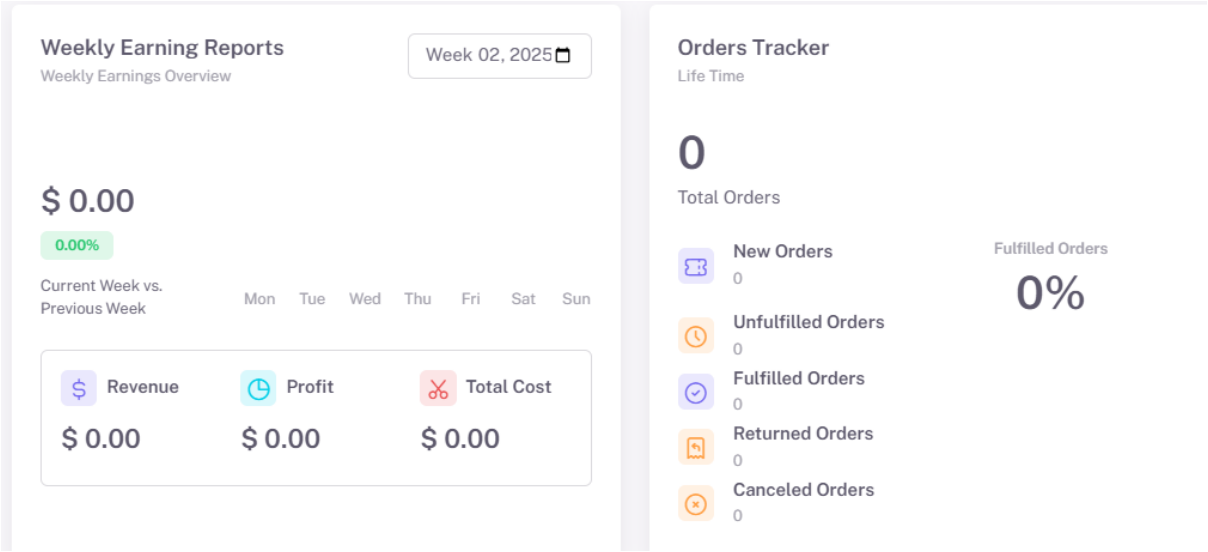 Weekly Earning Reports
Weekly Earnings Overview
Week 02, 2025
$ 0.00
0.00%
Current Week vs.
Previous Week
Mon Tue Wed Thu Fri Sat Sun
Revenue
$ 0.00
Profit
$ 0.00
Total Cost
$ 0.00
Orders Tracker
Life Time
0
Total Orders
New Orders
0
Unfulfilled Orders
0
Fulfilled Orders
0
Returned Orders
0
Canceled Orders
0
Fulfilled Orders
0%